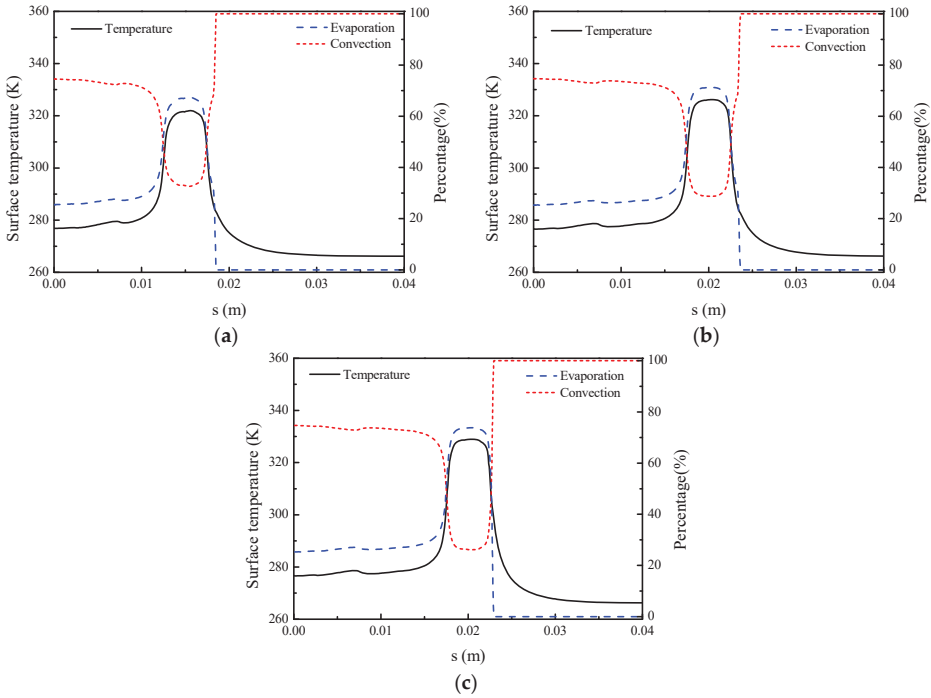 360
340
320
300
280
260
Surface temperature (K)
Temperature
Evaporation
Convection
100
80
60
40
20
0
Percentage(%)
0.00 0.01 0.02 0.03 0.04
s (m)
(a)
360
340
320
300
280
260
Surface temperature (K)
Temperature
Evaporation
Convection
100
80
60
40
20
0
Percentage(%)
0.00 0.01 0.02 0.03 0.04
s (m)
(b)
360
340
320
300
280
260
Surface temperature (K)
Temperature
Evaporation
Convection
100
80
60
40
20
0
Percentage(%)
0.00 0.01 0.02 0.03 0.04
s (m)
(c)